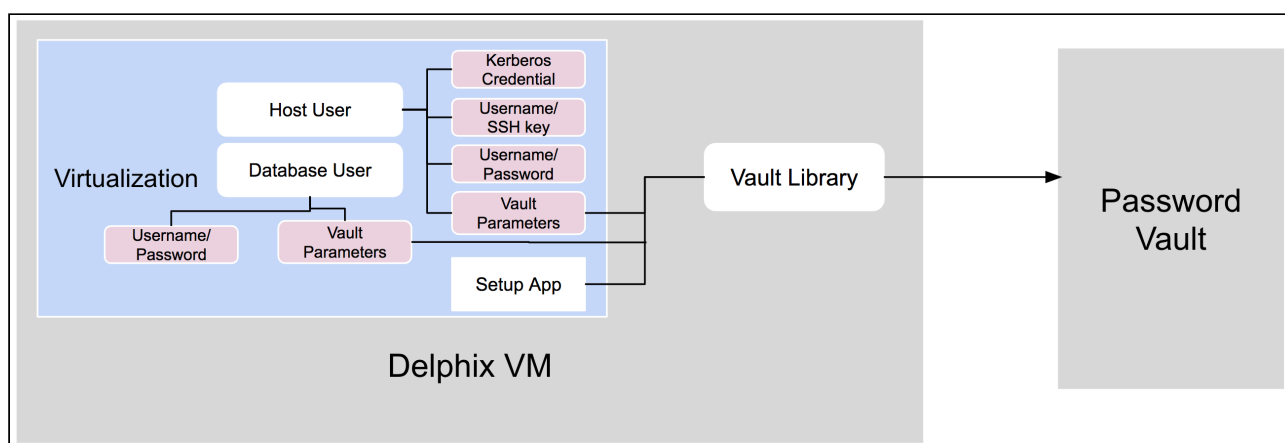 Kerberos
Credential
Host User
Username/
SSH key
Username/
Password
Database User
Virtualization
Vault Library
Vault
Parameters
Username/
Password
Vault
Parameters
Setup App
Password
Vault
Delphix VM